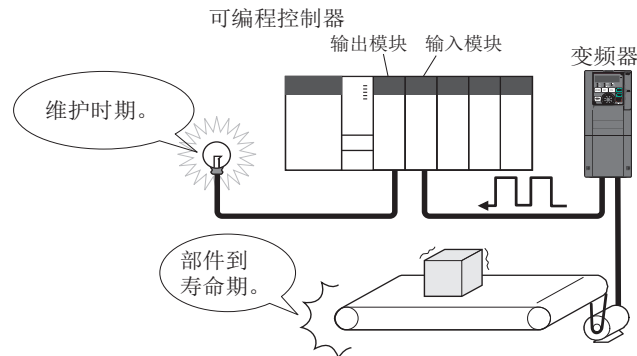 可编程控制器
输出模块 输入模块
变频器
维护时期。
部件到
寿命期。